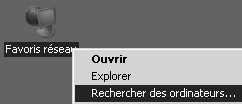 Favoris réseau
Ouvrir
Explorer
Rechercher des ordinateurs...